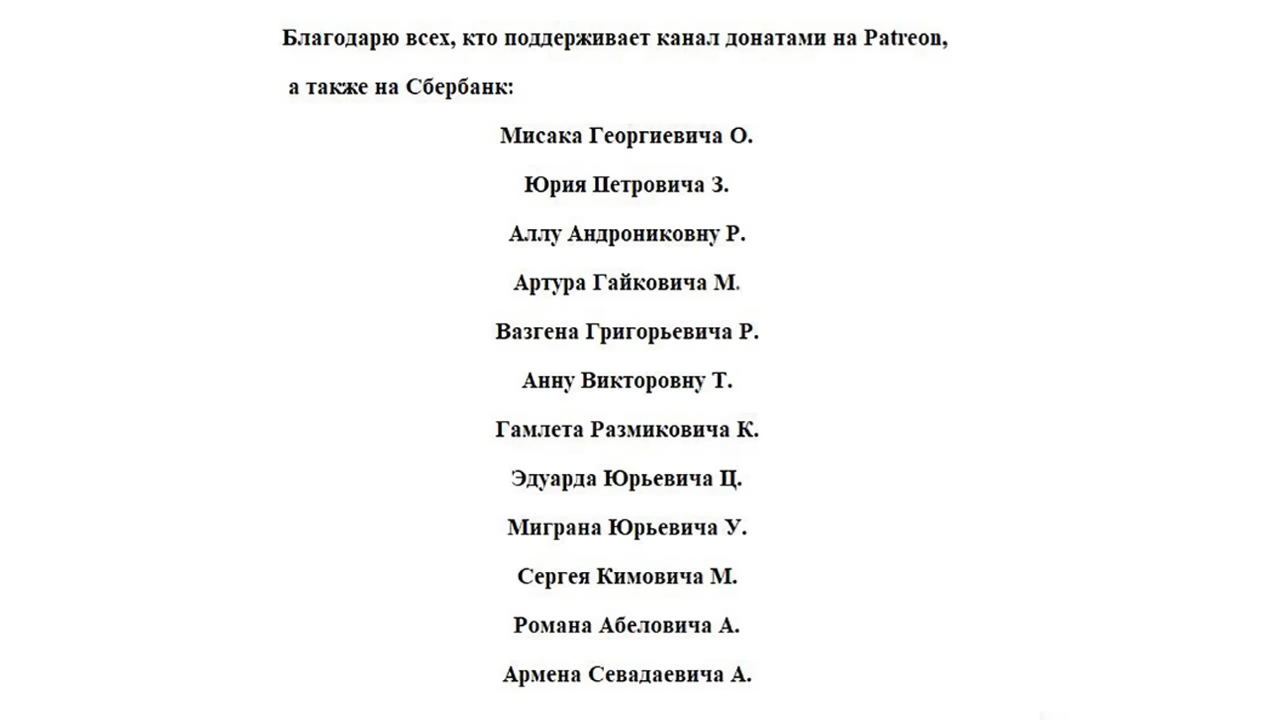 Благодарю всех, кто поддерживает канал донатами на Patreon,
а также на Сбербанк:
Мисака Георгиевича О.
Юрия Петровича З.
Аллу Андрониковну Р.
Артура Гайковича М.
Вазгена Григорьевича Р.
Анну Викторовну Т.
Гамлета Размиковича К.
Эдуарда Юрьевича Ц.
Миграна Юрьевича У.
Сергея Кимовича М.
Романа Абеловича А.
Армена Севадаевича А.